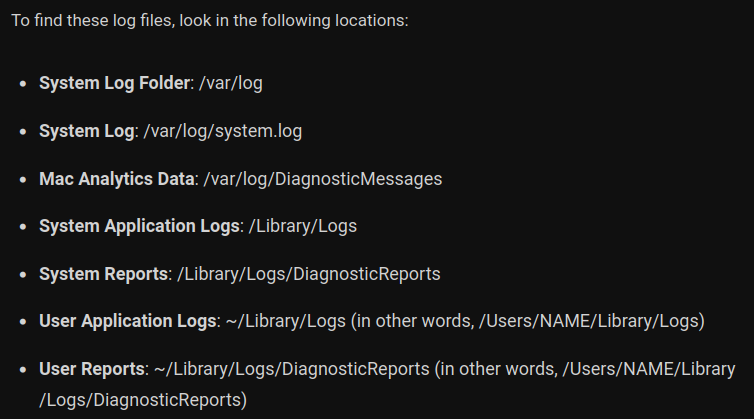 To find these log files, look in the following locations:
• System Log Folder: /var/log
• System Log: /var/log/system.log
• Mac Analytics Data: /var/log/DiagnosticMessages
• System Application Logs: /Library/Logs
• System Reports: /Library/Logs/DiagnosticReports
• User Application Logs: ~/Library/Logs (in other words, /Users/NAME/Library/Logs)
• User Reports: ~/Library/Logs/DiagnosticReports (in other words, /Users/NAME/Library
/Logs/DiagnosticReports)